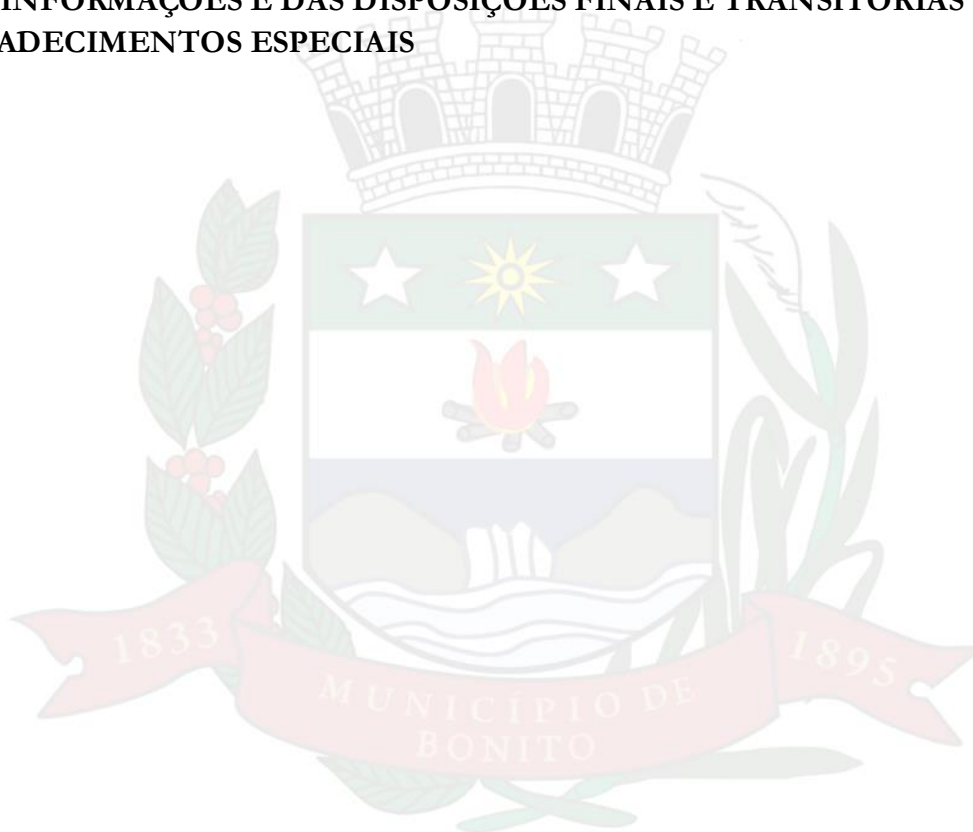 INFORMAÇÕES E DAS DISPOSIÇÕES FINAIS E TRANSITÓRIAS
ADECIMENTOS ESPECIAIS
1833
1895
MUNICÍPIO DE
BONITO